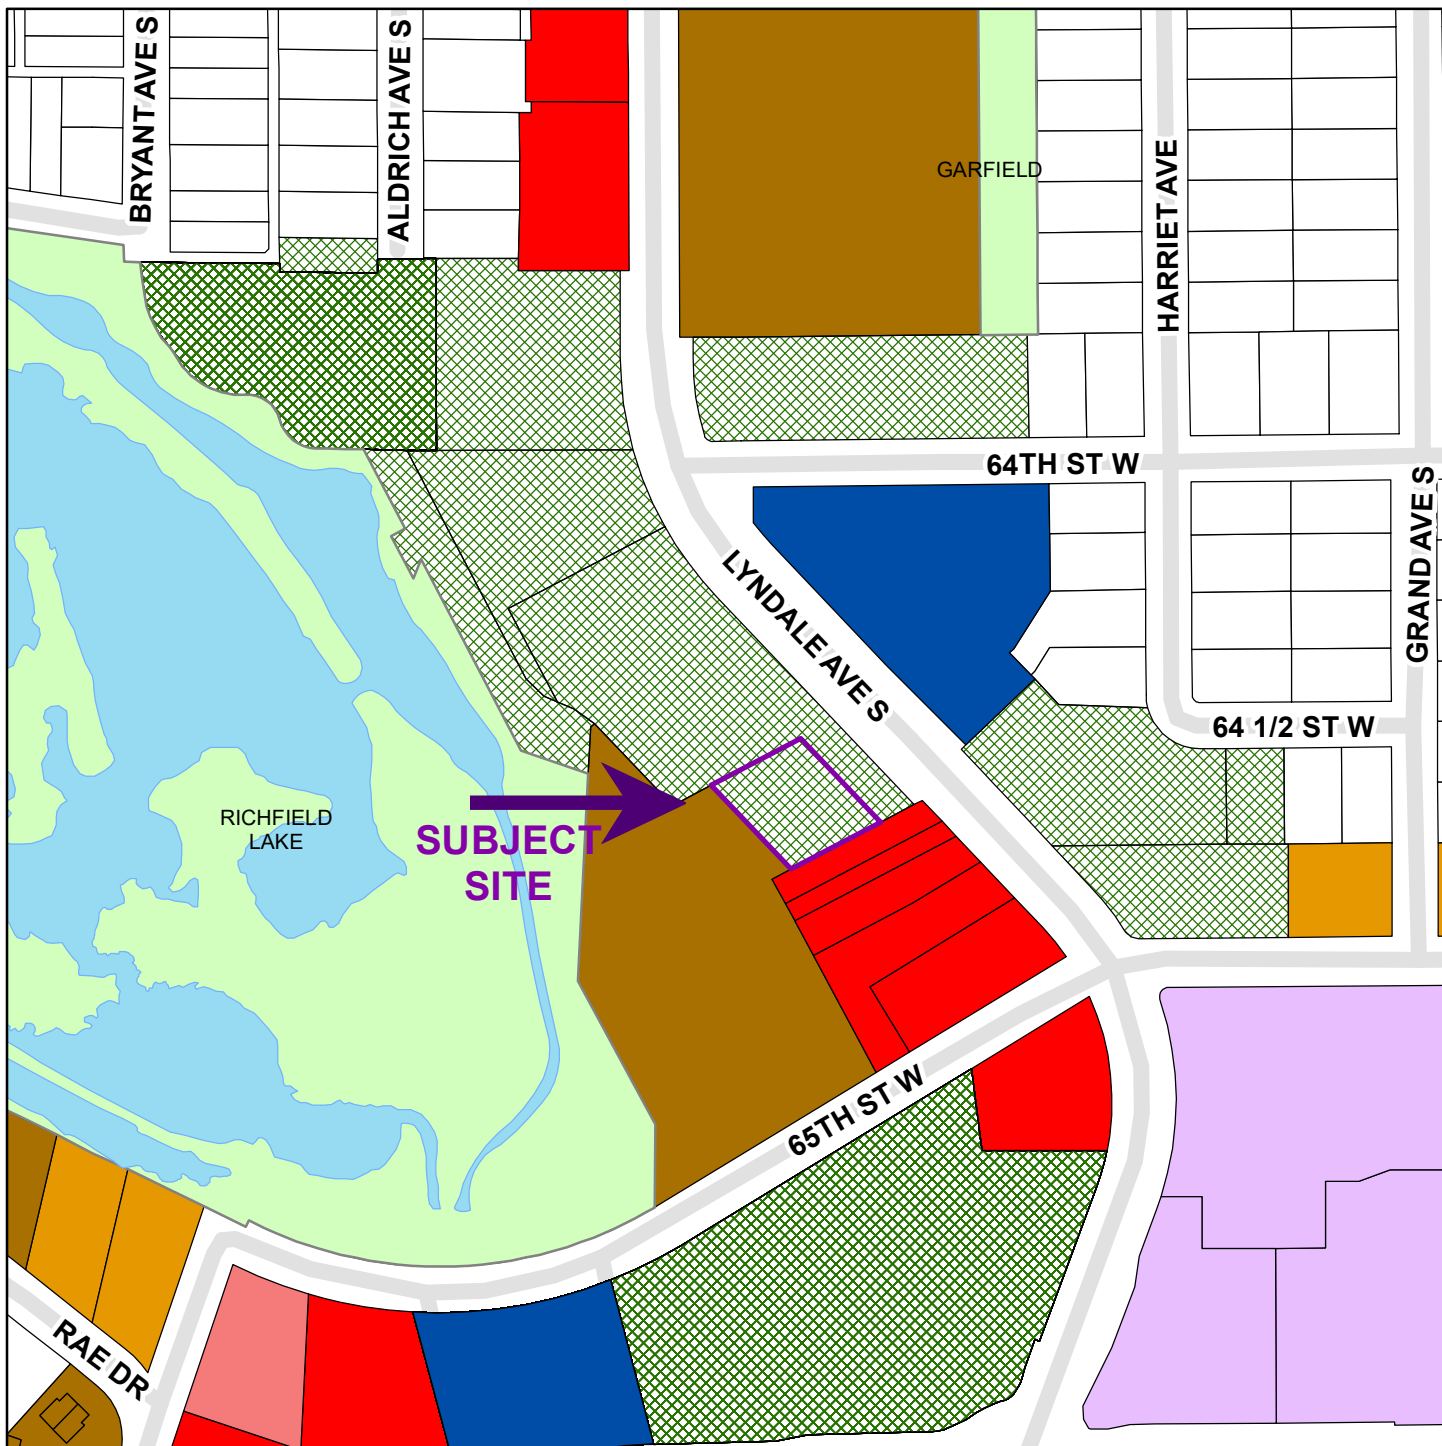 BRYANT AVE S
ALDRICH AVE S
GARFIELD
HARRIET AVE
64TH ST W
GRAND AVE S
LYNDALE AVE S
64 1/2 ST W
RICHFIELD
LAKE
SUBJECT
SITE
65TH ST W
RAE DR